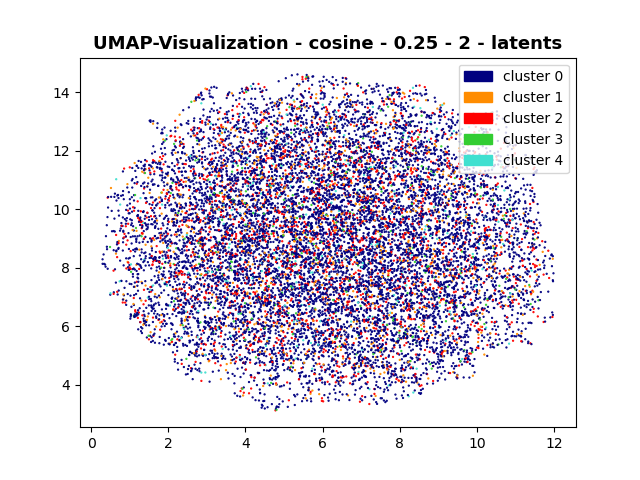 UMAP-Visualization - cosine - 0.25 - 2 - latents
cluster 0
cluster 1
cluster 2
cluster 3
cluster 4
14
12
10
8
6
4
0 2 4 6 8 10 12